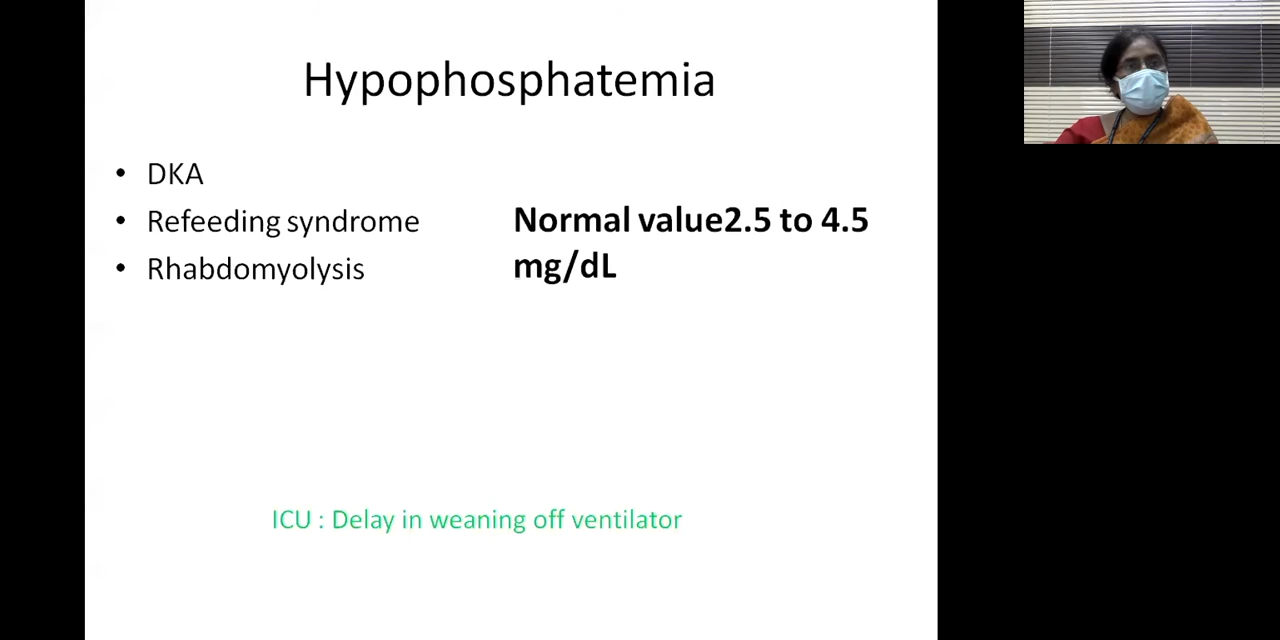 Hypophosphatemia
• DKA
• Refeeding syndrome
• Rhabdomyolysis
Normal value2.5 to 4.5
mg/dL
ICU : Delay in weaning off ventilator